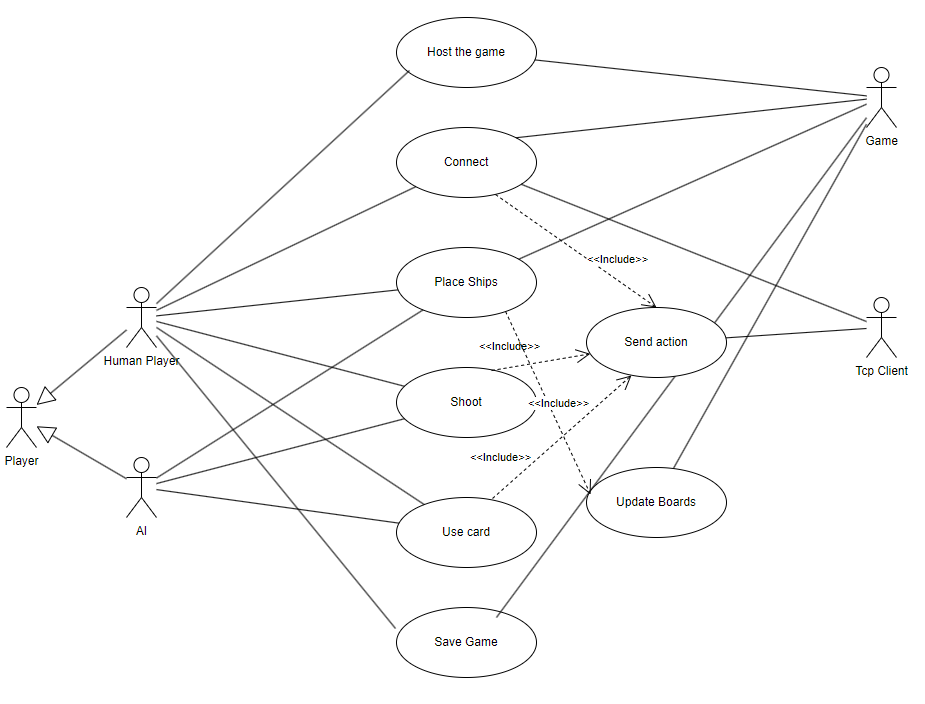 Host the game
Connect
Game
<<Include>>
Place Ships
Send action
<<Include>>
Human Player
Tcp Client
Shoot
<<Include>>
Player
<<Include>>
Update Boards
AI
Use card
Save Game